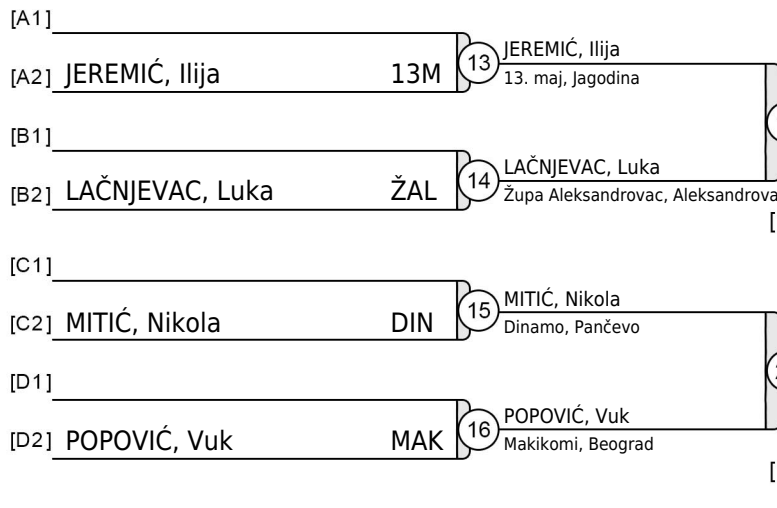 [A1]
[A2] JEREMIĆ, Ilija 13M
13
JEREMIĆ, Ilija
13. maj, Jagodina
[B1]
[B2] LAČNJEVAC, Luka ŽAL
14
LAČNJEVAC, Luka
Župa Aleksandrovac,
[
[C1]
[C2] MITIĆ, Nikola DIN
15
MITIĆ, Nikola
Dinamo, Pančevo
[D1]
[D2] POPOVIĆ, Vuk MAK
16
POPOVIĆ, Vuk
Makikomi, Beograd
[